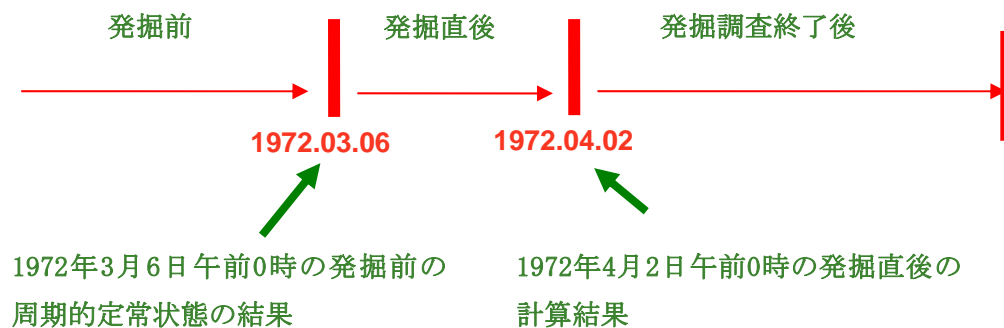 発掘前
発掘直後
発掘調査終了後
1972.03.06
1972.04.02
1972年3月6日午前0時の発掘前の
周期的定常状態の結果
1972年4月2日午前0時の発掘直後の
計算結果